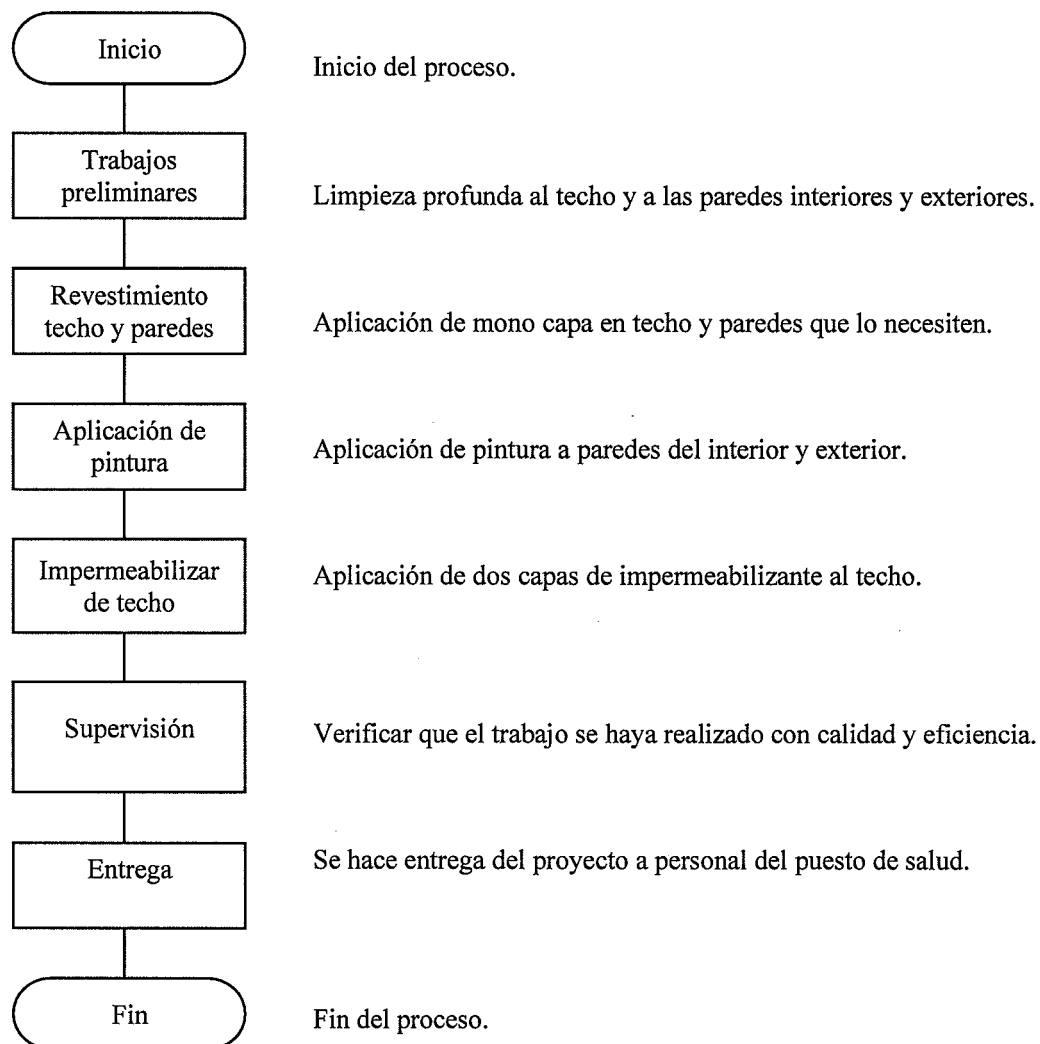 Inicio
Inicio del proceso.
Trabajos
preliminares
Limpieza profunda al techo y a las paredes interiores y exteriores.
Revestimiento
techo y paredes
Aplicación de mono capa en techo y paredes que lo necesiten.
Aplicación de
pintura
Aplicación de pintura a paredes del interior y exterior.
Impermeabilizar
de techo
Aplicación de dos capas de impermeabilizante al techo.
Supervisión
Verificar que el trabajo se haya realizado con calidad y eficiencia.
Entrega
Se hace entrega del proyecto a personal del puesto de salud.
Fin
Fin del proceso.